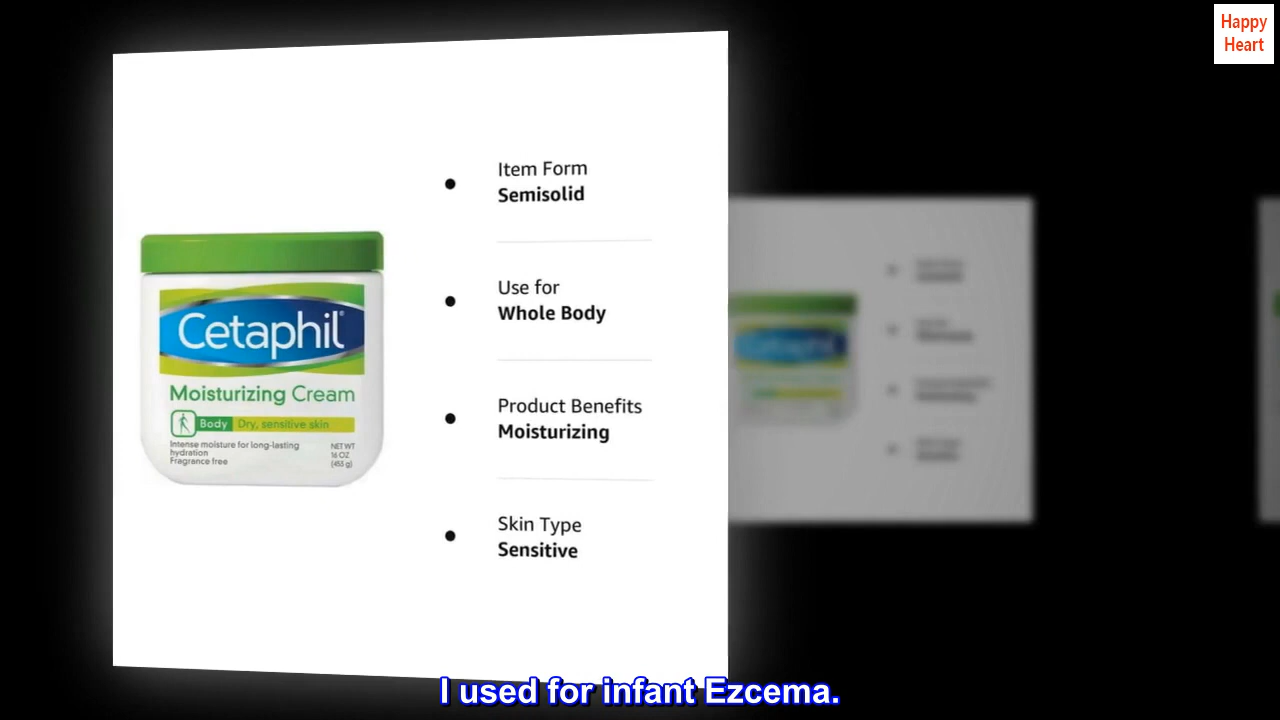 Happy
Heart
Item Form
Semisolid
Use for
Whole Body
Product Benefits
Moisturizing
Skin Type
Sensitive
Cetaphil®
Moisturizing Cream
Body Dry, sensitive skin
Intense moisture for long-lasting
hydration
Fragrance free
NET WT
16 OZ
(453 g)
I used for infant Ezcema.